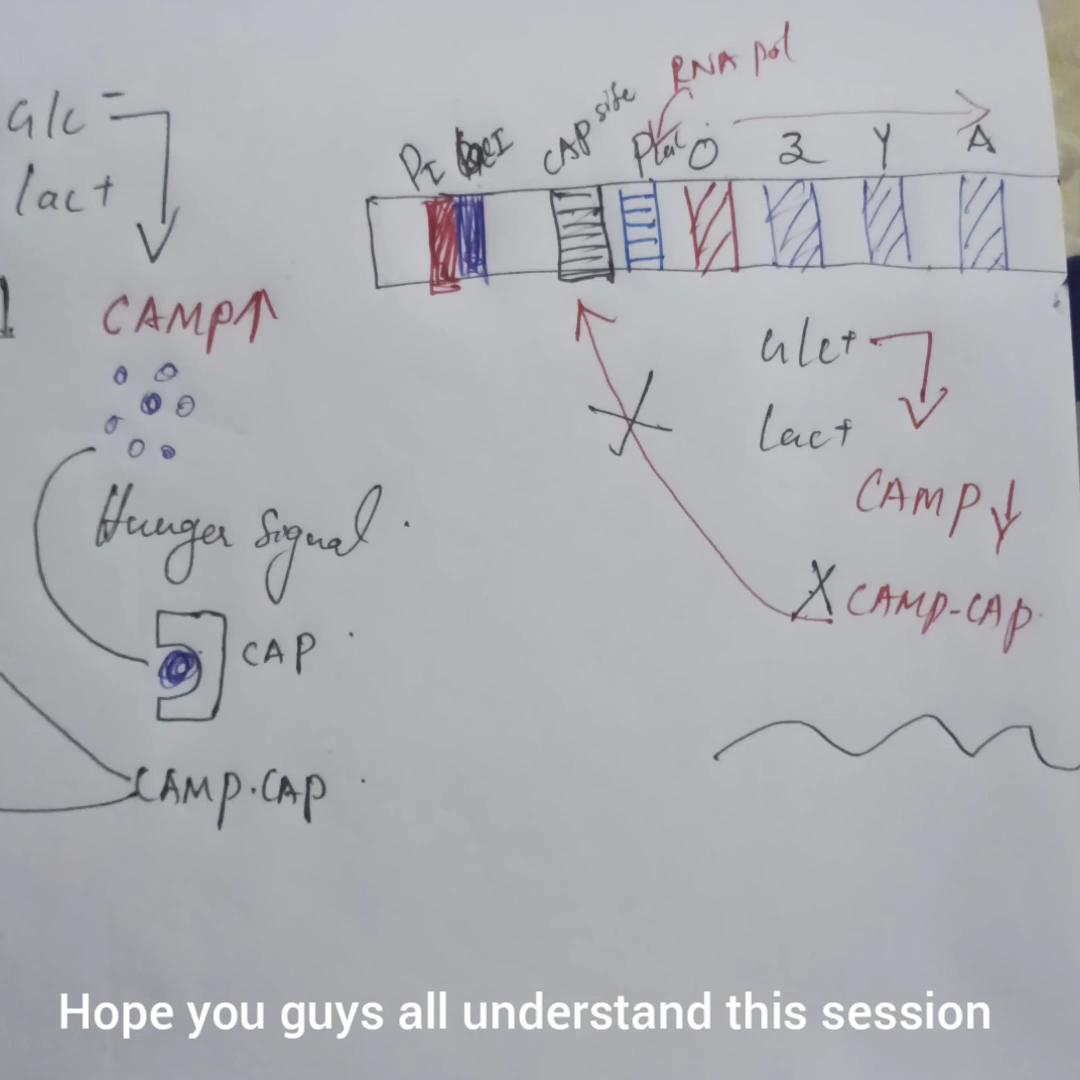 Glc -
lac +
CAMP↑
Hunger Signal.
CAP.
CAMP.CAP.
RNA pol
PI I CAP site Plac O Z Y A
Glc+
lac+
CAMP↓
X CAMP-CAP.
Hope you guys all understand this session